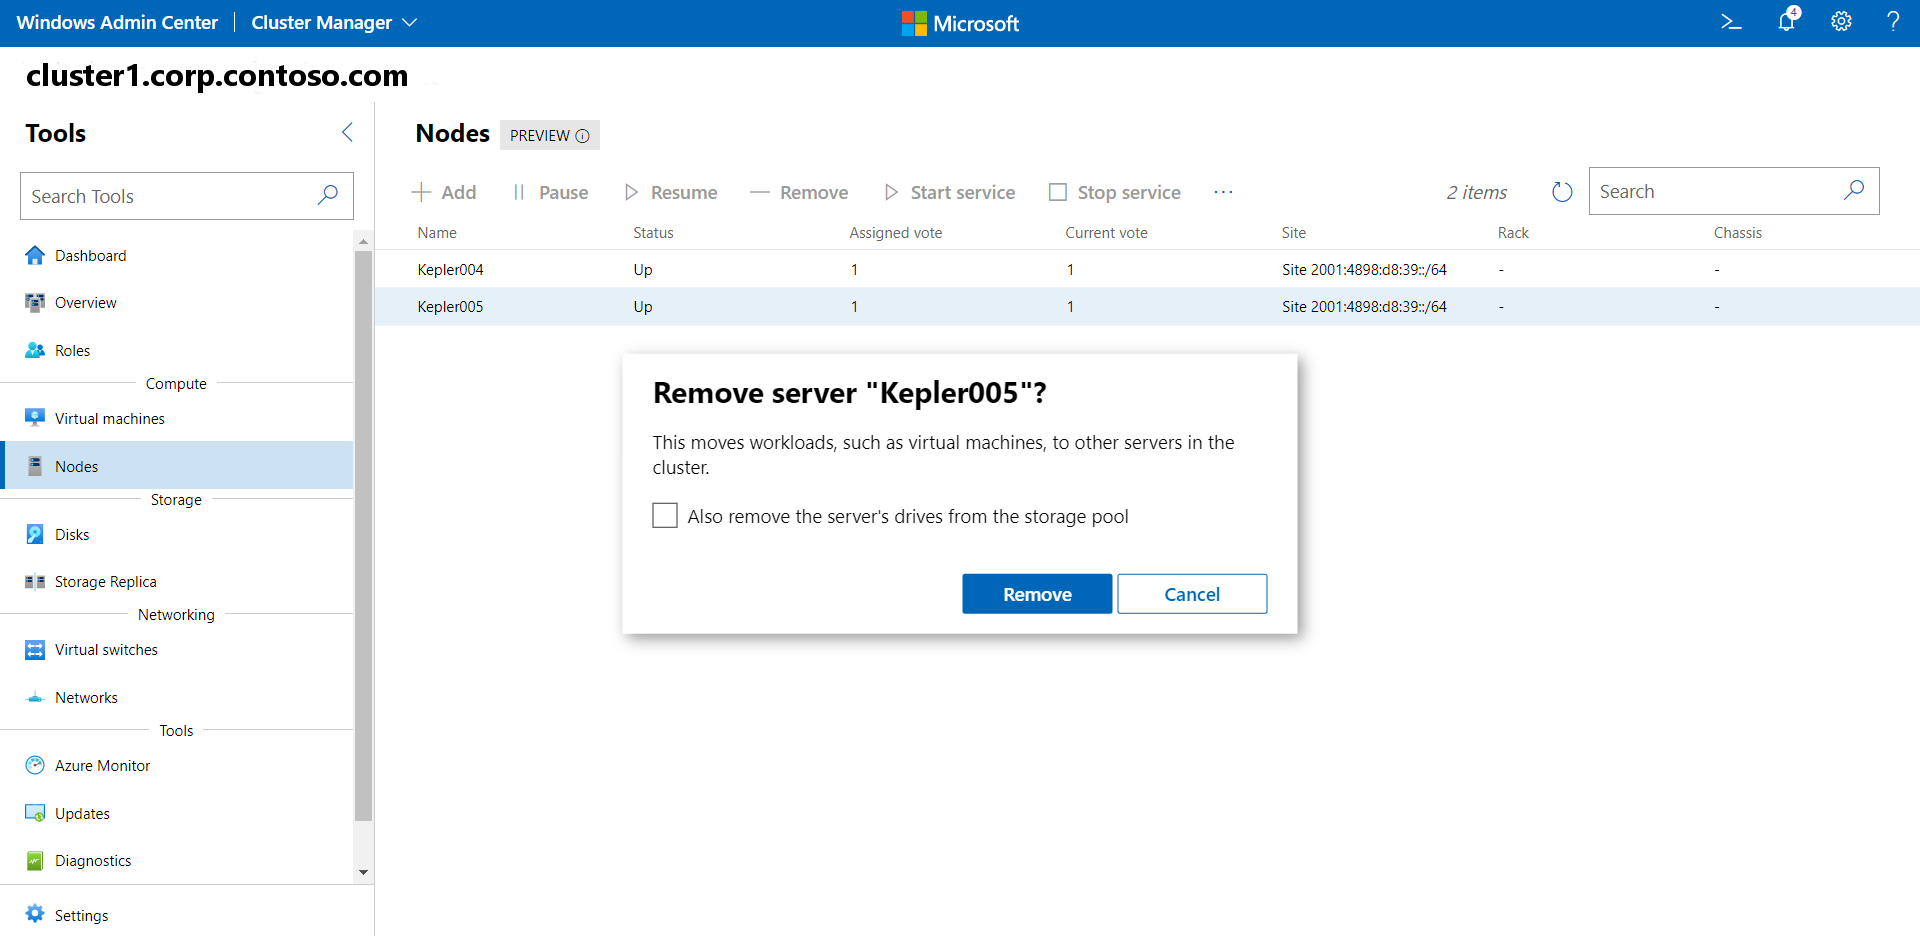 Windows Admin Center Cluster Manager Microsoft 4
cluster1.corp.contoso.com
Tools
Search Tools
Dashboard
Overview
Roles
Compute
Virtual machines
Nodes
Storage
Disks
Storage Replica
Networking
Virtual switches
Networks
Tools
Azure Monitor
Updates
Diagnostics
Settings
Nodes PREVIEW
Add Pause Resume Remove Start service Stop service ... 2 items Search
Name Status Assigned vote Current vote Site Rack Chassis
Kepler004 Up 1 1 Site 2001:4898:d8:39::/64 - -
Kepler005 Up 1 1 Site 2001:4898:d8:39::/64 - -
Remove server "Kepler005"?
This moves workloads, such as virtual machines, to other servers in the
cluster.
Also remove the server's drives from the storage pool
Remove Cancel